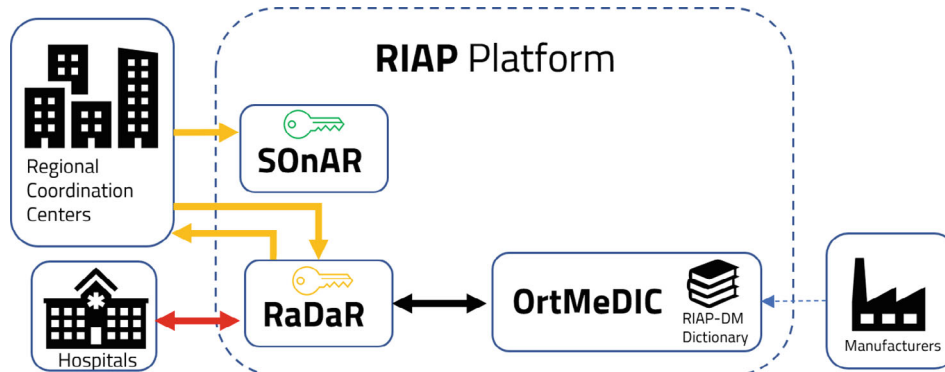 RIAP Platform
SOnAR
Regional
Coordination
Centers
RaDaR
OrtMeDIC
RIAP-DM
Dictionary
Hospitals
Manufacturers